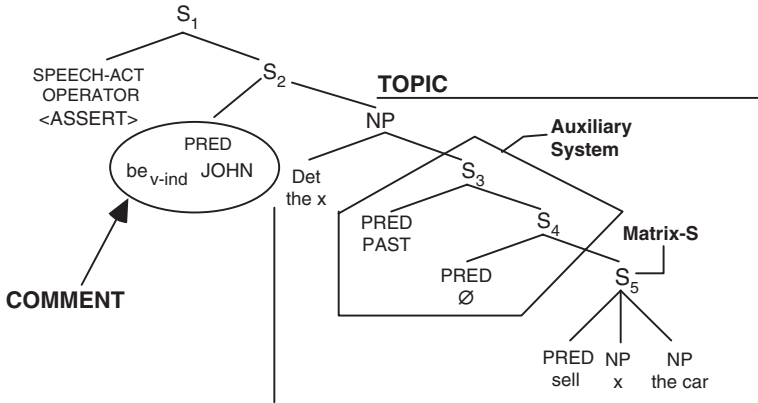 S₁
SPEECH-ACT
OPERATOR
<ASSERT>
S₂
TOPIC
PRED
be v-ind JOHN
NP
Auxiliary
System
Det
the x
S₃
PRED
PAST
S₄
Matrix-S
COMMENT
PRED
Ø
S₅
PRED
sell
NP
x
NP
the car